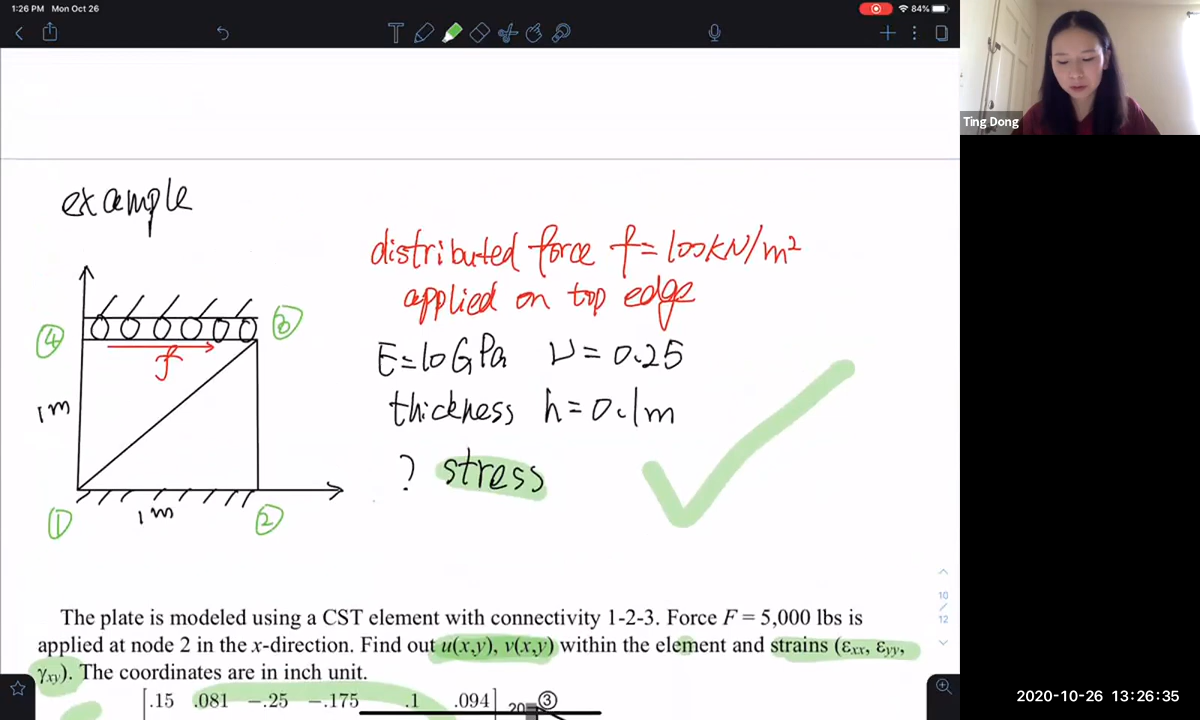 1:26 PM Mon Oct 26
84%
Ting Dong
example
distributed force f=100kN/m²
applied on top edge
④
③
f
E=10GPa ν=0.25
1m
thickness h=0.1m
? stress
①
1m
②
The plate is modeled using a CST element with connectivity 1-2-3. Force F = 5,000 lbs is
applied at node 2 in the x-direction. Find out u(x,y), v(x,y) within the element and strains (εxx, εyy,
γxy). The coordinates are in inch unit.
.15 .081 −.25 −.175 .1 .094
20
③
10
/
12
2020-10-26 13:26:35